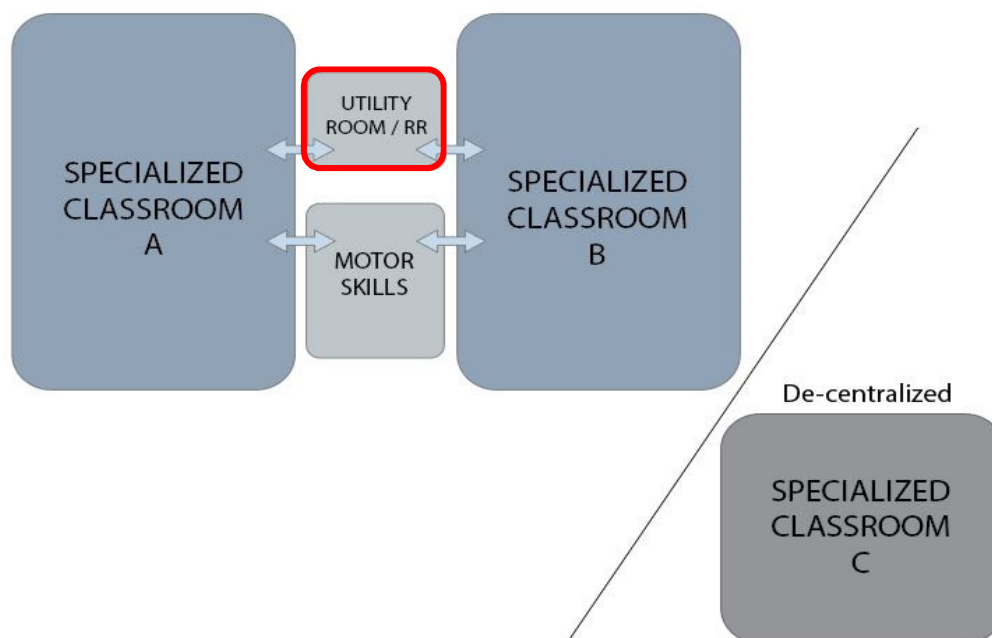 SPECIALIZED
CLASSROOM
A
UTILITY
ROOM / RR
MOTOR
SKILLS
SPECIALIZED
CLASSROOM
B
De-centralized
SPECIALIZED
CLASSROOM
C